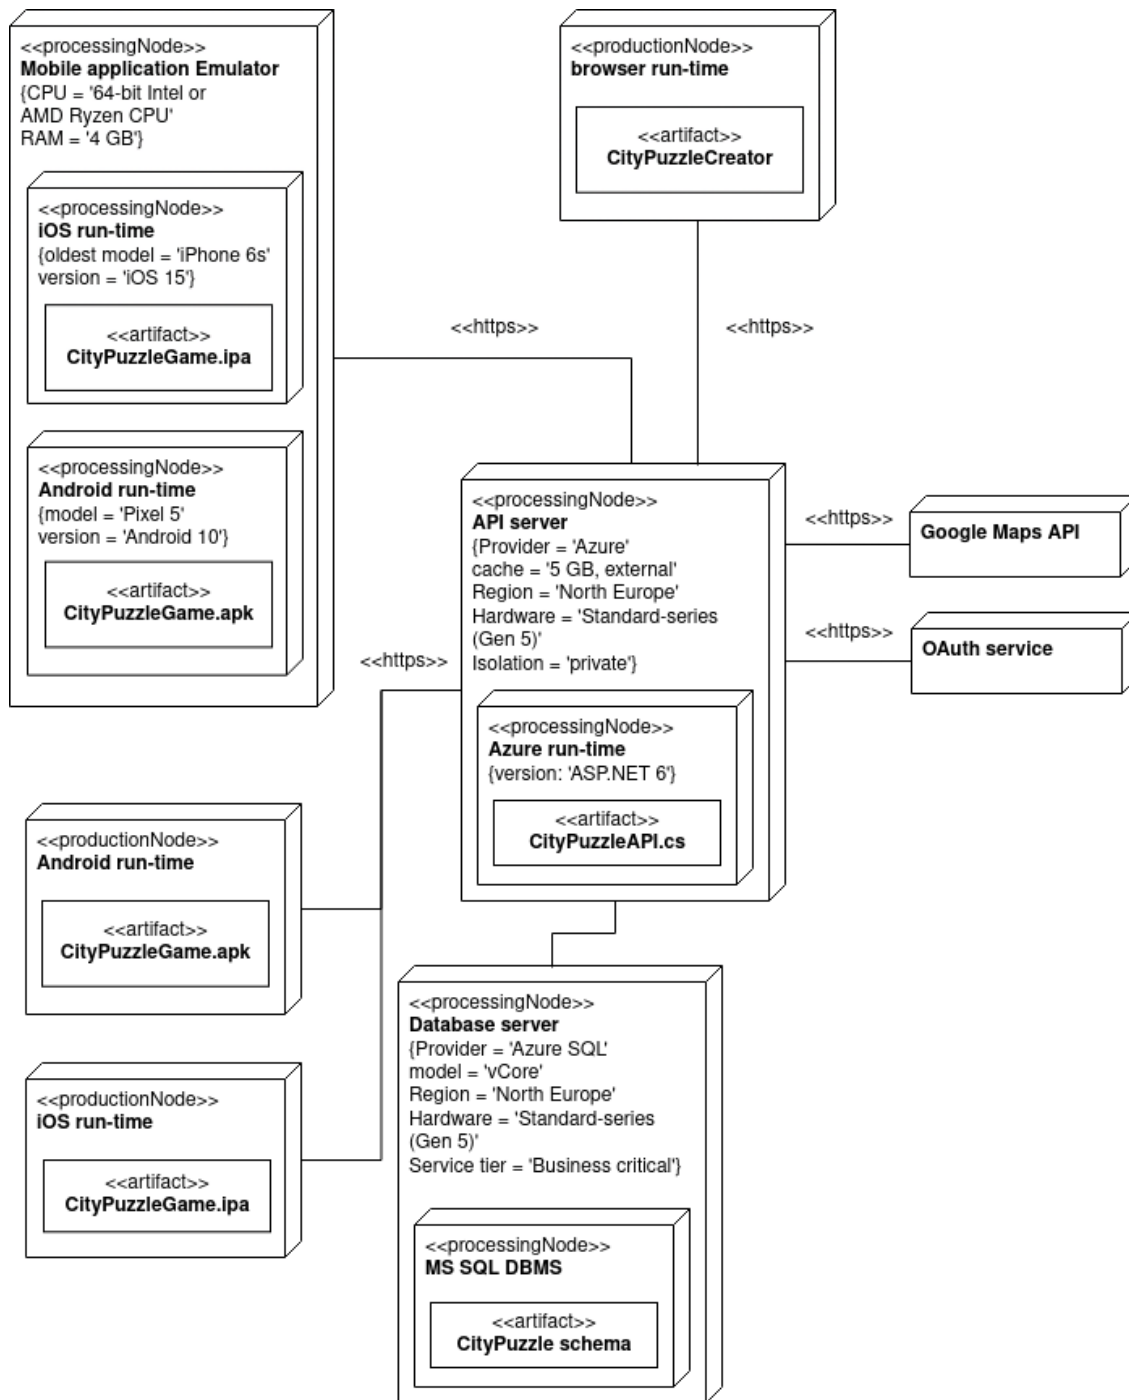 <<processingNode>>
Mobile application Emulator
{CPU = '64-bit Intel or
AMD Ryzen CPU'
RAM = '4 GB'}
<<processingNode>>
iOS run-time
{oldest model = 'iPhone 6s'
version = 'iOS 15'}
<<artifact>>
CityPuzzleGame.ipa
<<processingNode>>
Android run-time
{model = 'Pixel 5'
version = 'Android 10'}
<<artifact>>
CityPuzzleGame.apk
<<productionNode>>
browser run-time
<<artifact>>
CityPuzzleCreator
<<https>>
<<https>>
<<processingNode>>
API server
{Provider = 'Azure'
cache = '5 GB, external'
Region = 'North Europe'
Hardware = 'Standard-series
(Gen 5)'
Isolation = 'private'}
<<processingNode>>
Azure run-time
{version: 'ASP.NET 6'}
<<artifact>>
CityPuzzleAPI.cs
<<https>>
Google Maps API
<<https>>
OAuth service
<<https>>
<<productionNode>>
Android run-time
<<artifact>>
CityPuzzleGame.apk
<<productionNode>>
iOS run-time
<<artifact>>
CityPuzzleGame.ipa
<<processingNode>>
Database server
{Provider = 'Azure SQL'
model = 'vCore'
Region = 'North Europe'
Hardware = 'Standard-series
(Gen 5)'
Service tier = 'Business critical'}
<<processingNode>>
MS SQL DBMS
<<artifact>>
CityPuzzle schema